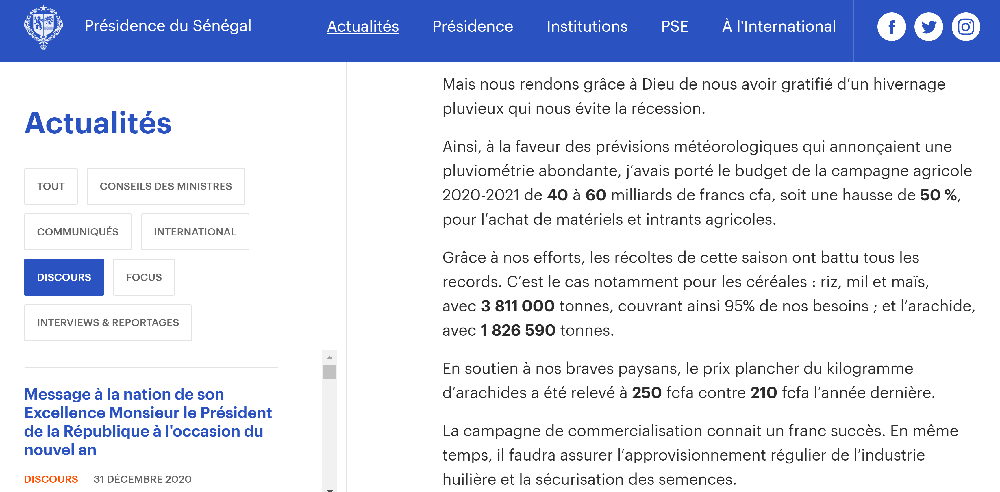 Présidence du Sénégal
Actualités
Présidence
Institutions
PSE
À l'International
Actualités
TOUT
CONSEILS DES MINISTRES
COMMUNIQUÉS
INTERNATIONAL
DISCOURS
FOCUS
INTERVIEWS & REPORTAGES
Message à la nation de son
Excellence Monsieur le Président
de la République à l'occasion du
nouvel an
DISCOURS — 31 DÉCEMBRE 2020
Mais nous rendons grâce à Dieu de nous avoir gratifié d’un hivernage
pluvieux qui nous évite la récession.
Ainsi, à la faveur des prévisions météorologiques qui annonçaient une
pluviométrie abondante, j’avais porté le budget de la campagne agricole
2020-2021 de 40 à 60 milliards de francs cfa, soit une hausse de 50 %,
pour l’achat de matériels et intrants agricoles.
Grâce à nos efforts, les récoltes de cette saison ont battu tous les
records. C’est le cas notamment pour les céréales : riz, mil et maïs,
avec 3 811 000 tonnes, couvrant ainsi 95% de nos besoins ; et l’arachide,
avec 1 826 590 tonnes.
En soutien à nos braves paysans, le prix plancher du kilogramme
d’arachides a été relevé à 250 fcfa contre 210 fcfa l’année dernière.
La campagne de commercialisation connait un franc succès. En même
temps, il faudra assurer l’approvisionnement régulier de l’industrie
huilière et la sécurisation des semences.